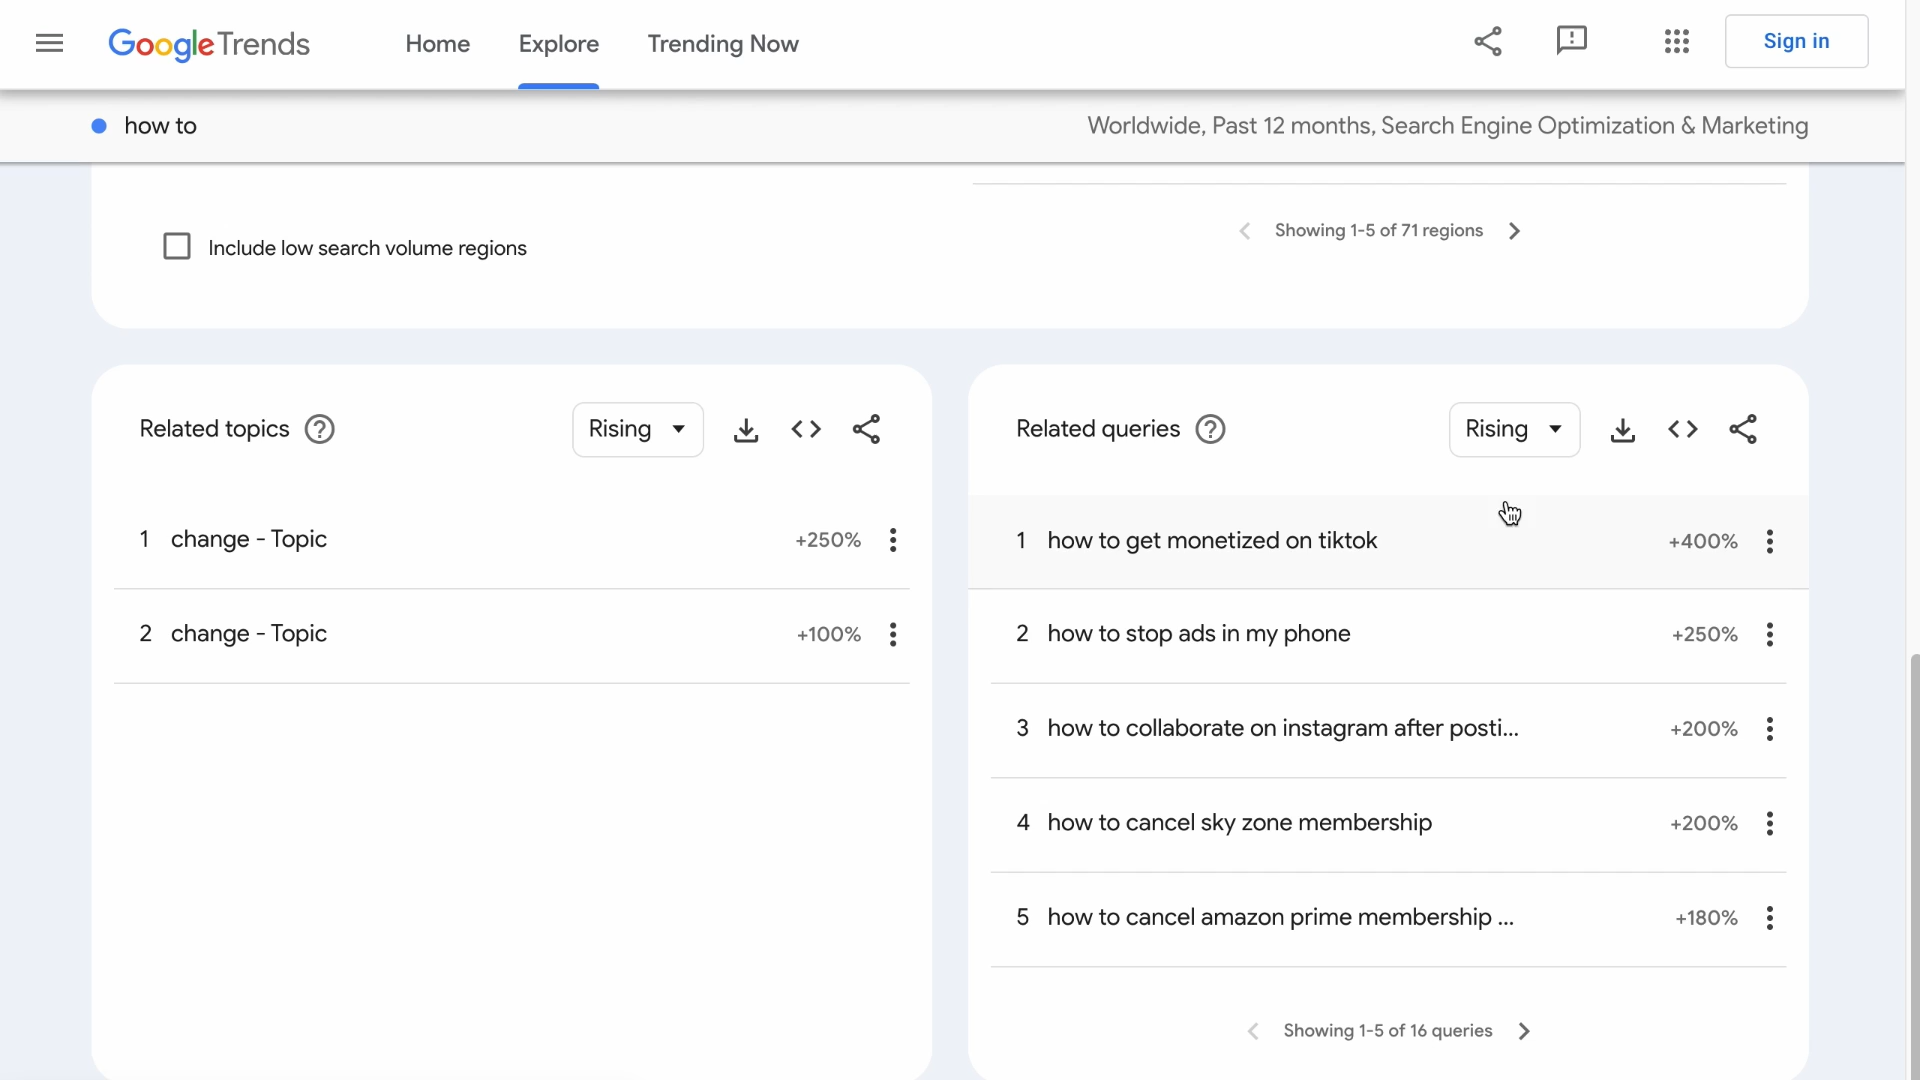 Google Trends Home Explore Trending Now Sign in
how to Worldwide, Past 12 months, Search Engine Optimization & Marketing
Showing 1-5 of 71 regions
Include low search volume regions
Related topics ? Rising
1 change - Topic +250%
2 change - Topic +100%
Related queries ? Rising
1 how to get monetized on tiktok +400%
2 how to stop ads in my phone +250%
3 how to collaborate on instagram after posti... +200%
4 how to cancel sky zone membership +200%
5 how to cancel amazon prime membership ... +180%
Showing 1-5 of 16 queries